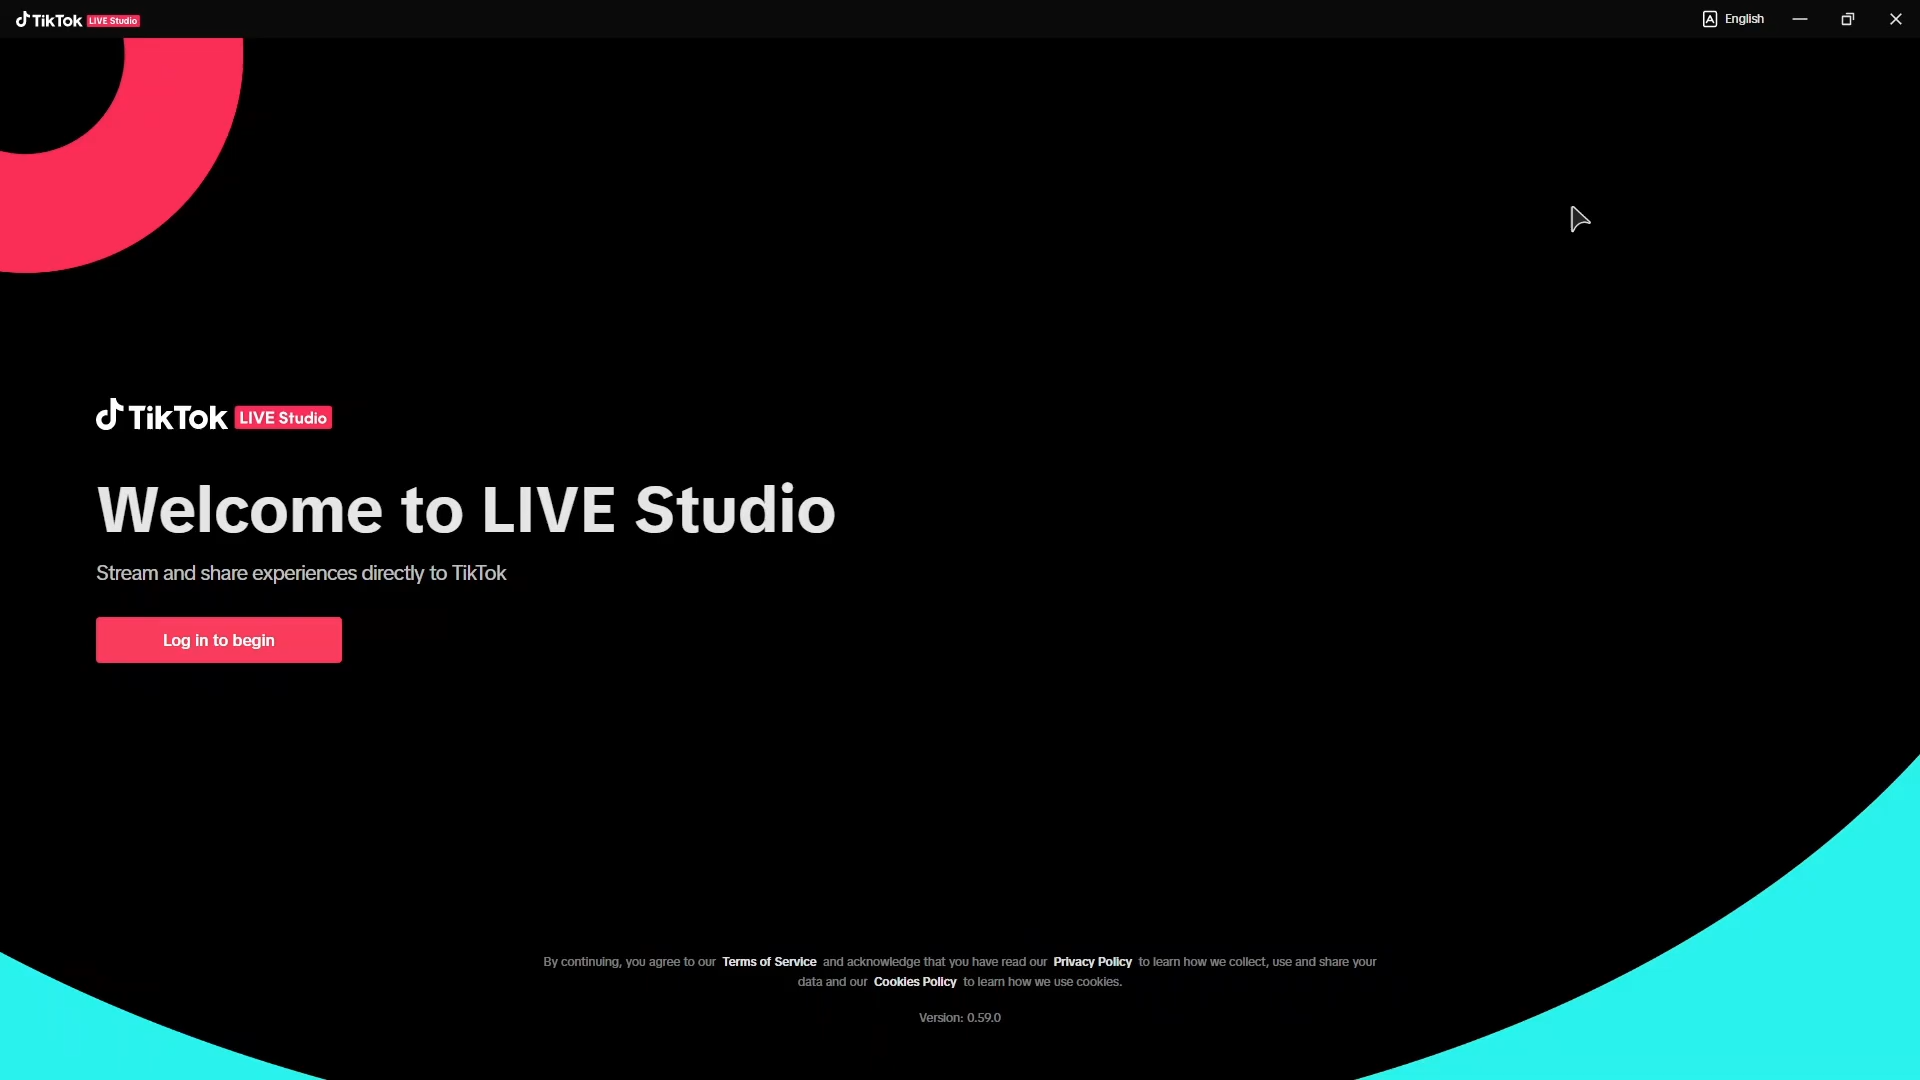 TikTok LIVE Studio
English
TikTok LIVE Studio
Welcome to LIVE Studio
Stream and share experiences directly to TikTok
Log in to begin
By continuing, you agree to our Terms of Service and acknowledge that you have read our Privacy Policy to learn how we collect, use and share your
data and our Cookies Policy to learn how we use cookies.
Version: 0.59.0